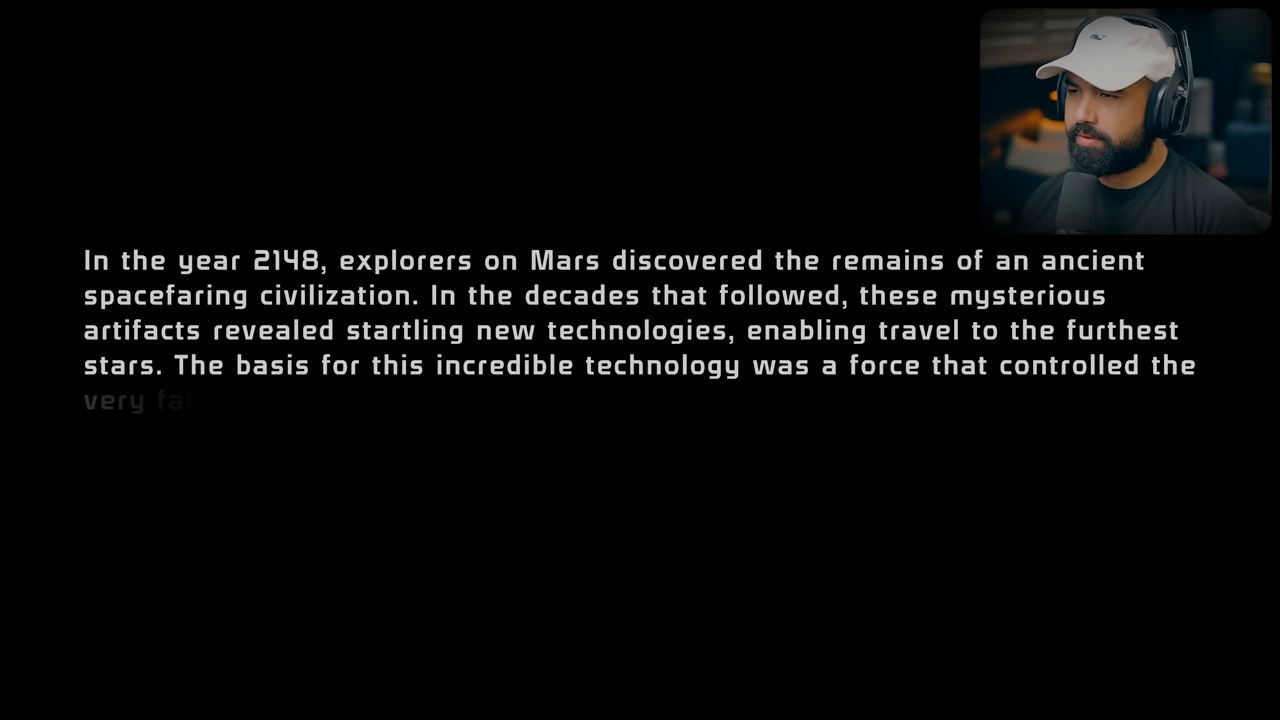 In the year 2148, explorers on Mars discovered the remains of an ancient
spacefaring civilization. In the decades that followed, these mysterious
artifacts revealed startling new technologies, enabling travel to the furthest
stars. The basis for this incredible technology was a force that controlled the
very